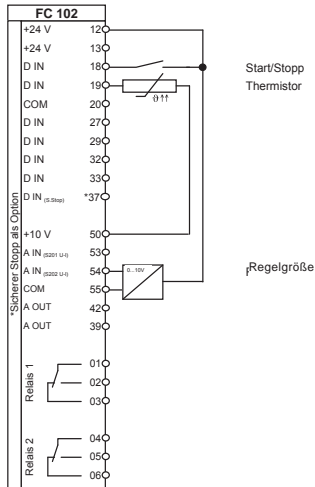 FC 102
+24 V 12
+24 V 13
D IN 18
Start/Stopp
D IN 19
Thermistor
ϑ ↑↑
COM 20
D IN 27
D IN 29
D IN 32
D IN 33
D IN (S.Stop) *37
*Sicherer Stopp als Option
+10 V 50
A IN (S201 U-I) 53
A IN (S202 U-I) 54
0...10V
Regelgröße
COM 55
A OUT 42
A OUT 39
Relais 1
01
02
03
Relais 2
04
05
06